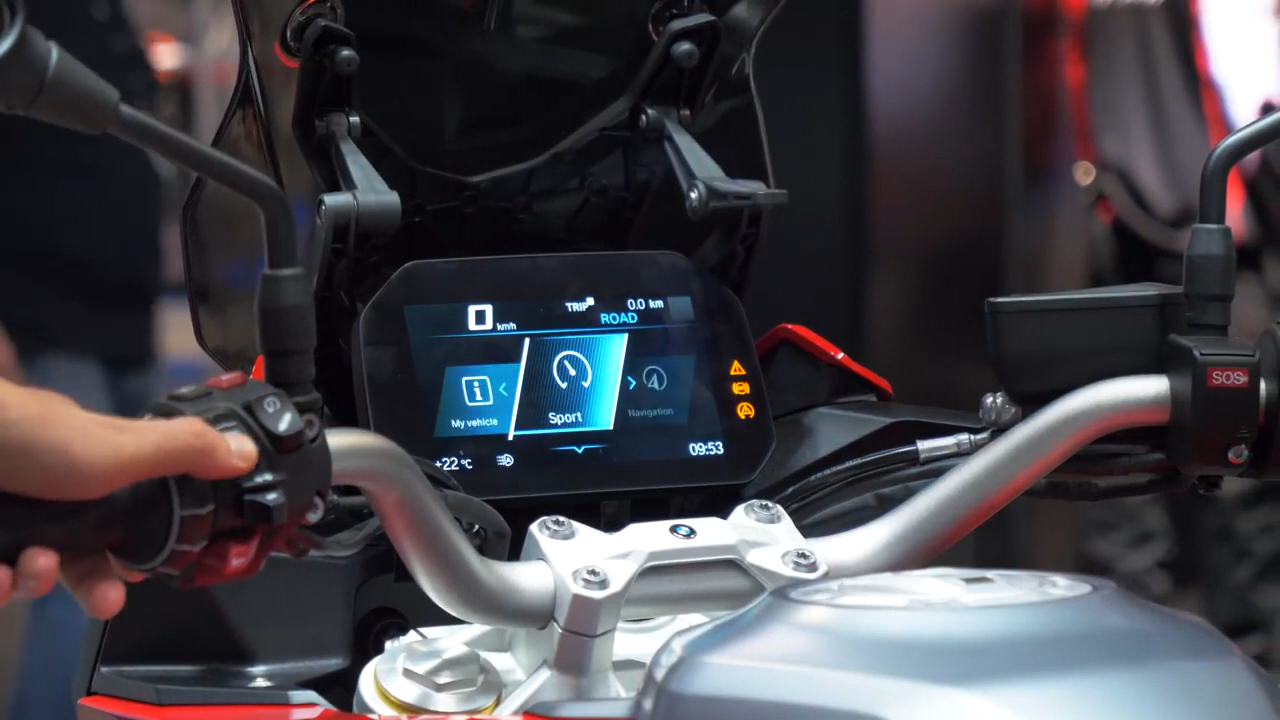 0 km/h TRIP 0.0 km
ROAD
My vehicle
Sport
Navigation
+22 °C
09:53
SOS